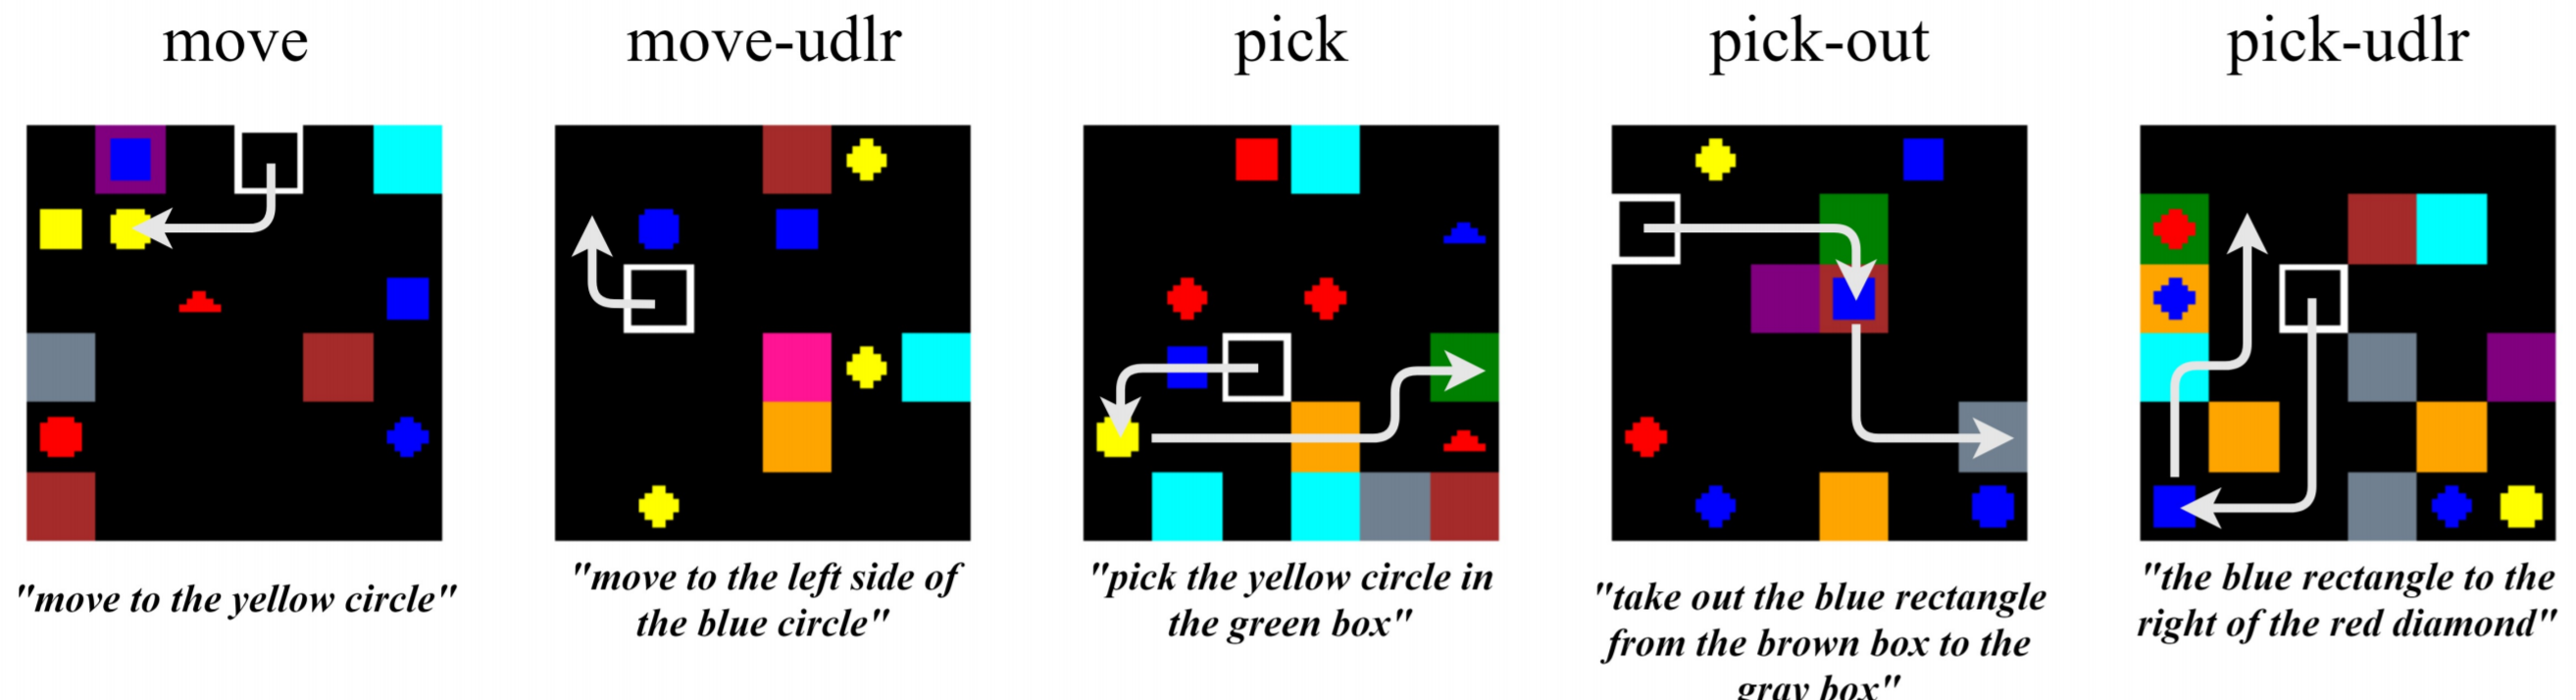 move
move-udlr
pick
pick-out
pick-udlr
"move to the yellow circle"
"move to the left side of
the blue circle"
"pick the yellow circle in
the green box"
"take out the blue rectangle
from the brown box to the
gray box"
"the blue rectangle to the
right of the red diamond"